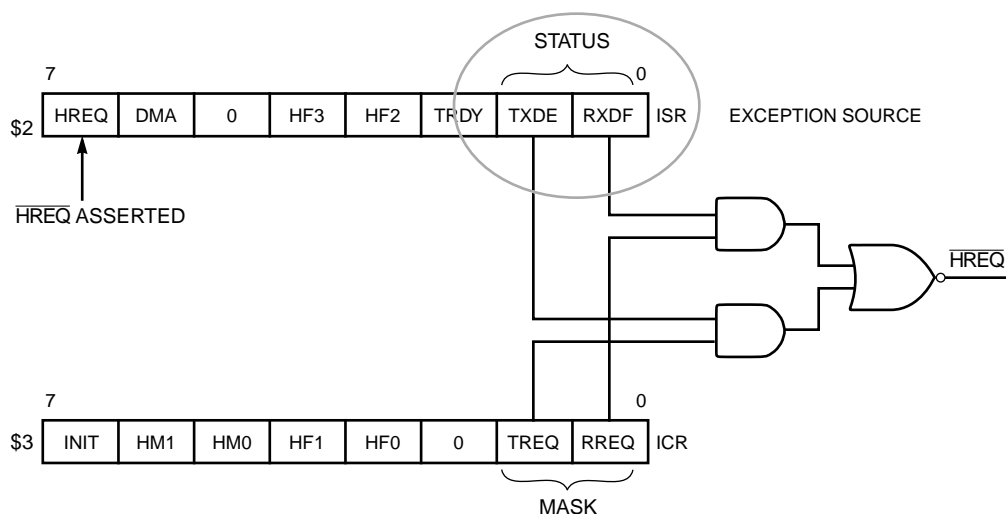 STATUS
7 0
$2 HREQ DMA 0 HF3 HF2 TRDY TXDE RXDF ISR EXCEPTION SOURCE
HREQ ASSERTED
HREQ
7 0
$3 INIT HM1 HM0 HF1 HF0 0 TREQ RREQ ICR
MASK